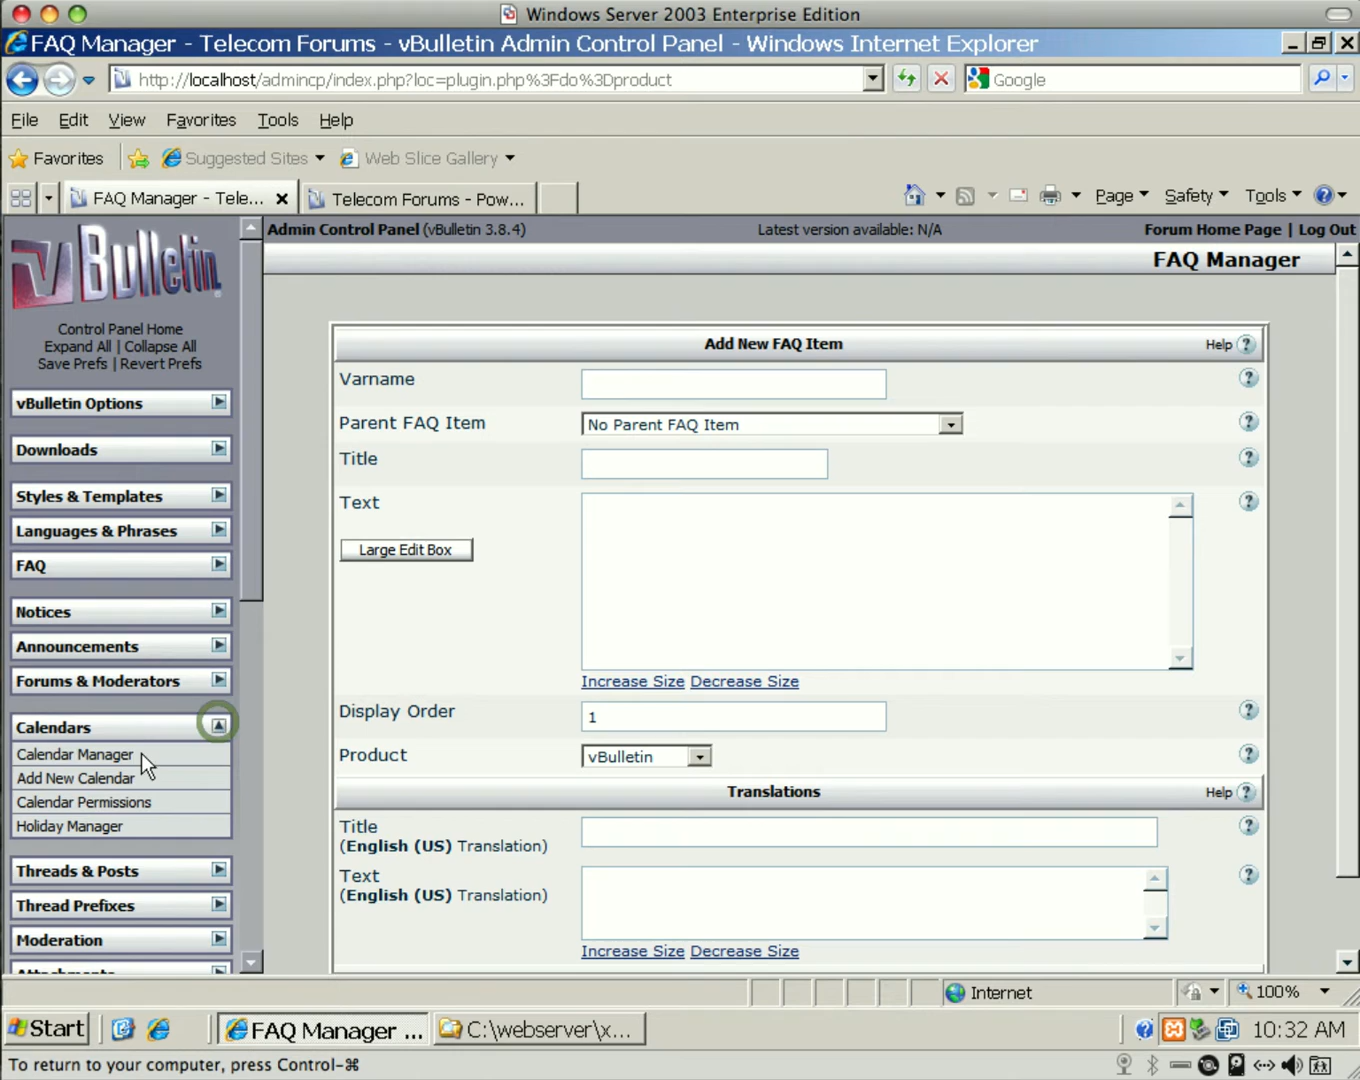 Windows Server 2003 Enterprise Edition
FAQ Manager - Telecom Forums - vBulletin Admin Control Panel - Windows Internet Explorer
http://localhost/admincp/index.php?loc=plugin.php%3Fdo%3Dproduct
Google
File Edit View Favorites Tools Help
Favorites Suggested Sites Web Slice Gallery
FAQ Manager - Tele... Telecom Forums - Pow... Page Safety Tools
vBulletin
Control Panel Home
Expand All | Collapse All
Save Prefs | Revert Prefs
vBulletin Options
Downloads
Styles & Templates
Languages & Phrases
FAQ
Notices
Announcements
Forums & Moderators
Calendars
Calendar Manager
Add New Calendar
Calendar Permissions
Holiday Manager
Threads & Posts
Thread Prefixes
Moderation
Admin Control Panel (vBulletin 3.8.4) Latest version available: N/A Forum Home Page | Log Out
FAQ Manager
Add New FAQ Item Help
Varname
Parent FAQ Item No Parent FAQ Item
Title
Text
Large Edit Box
Increase Size Decrease Size
Display Order 1
Product vBulletin
Translations Help
Title
(English (US) Translation)
Text
(English (US) Translation)
Increase Size Decrease Size
Internet 100%
Start FAQ Manager ... C:\webserver\x... 10:32 AM
To return to your computer, press Control-⌘